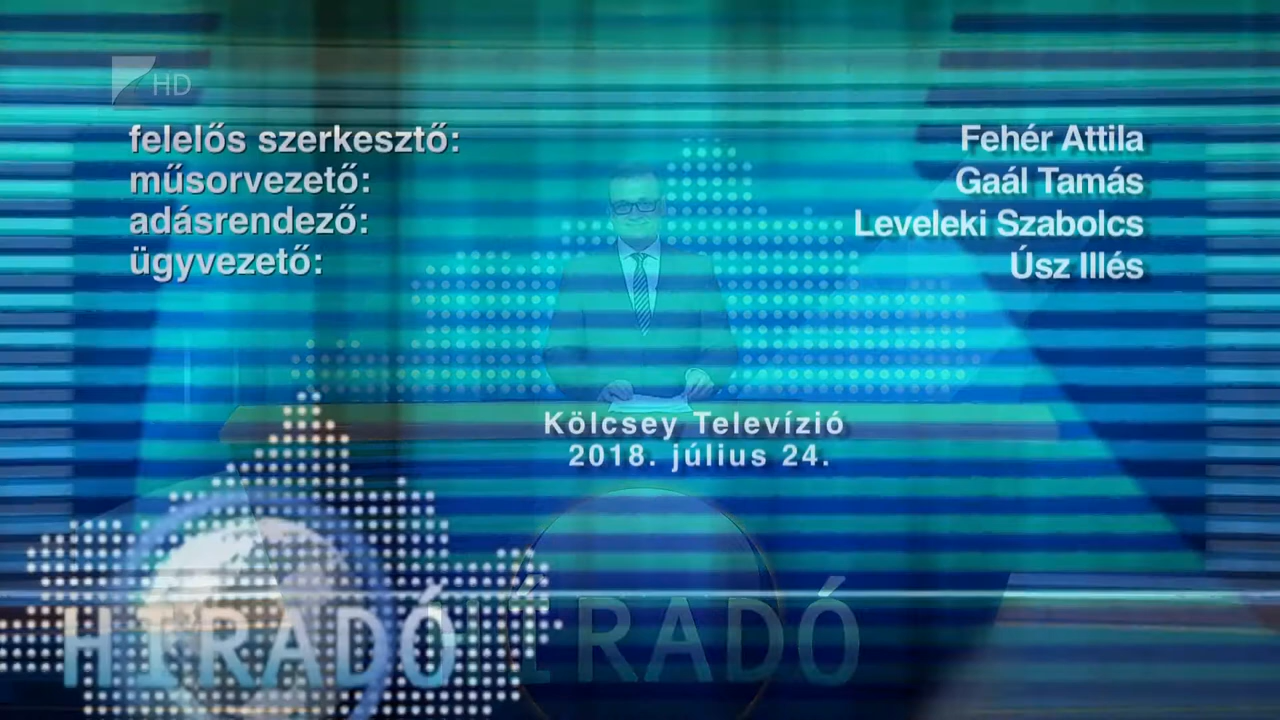 HD
felelős szerkesztő: Fehér Attila
műsorvezető: Gaál Tamás
adásrendező: Leveleki Szabolcs
ügyvezető: Úsz Illés
Kölcsey Televízió
2018. július 24.
HÍRADÓ
HÍRADÓ